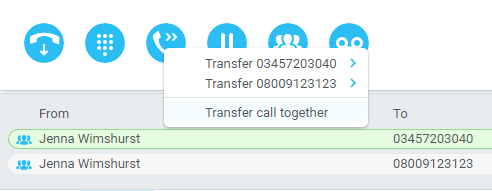 Transfer 03457203040
Transfer 08009123123
Transfer call together
From To
Jenna Wimshurst 03457203040
Jenna Wimshurst 08009123123